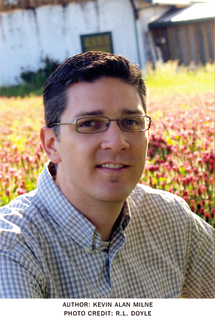 AUTHOR: KEVIN ALAN MILNE
PHOTO CREDIT: R.L. DOYLE